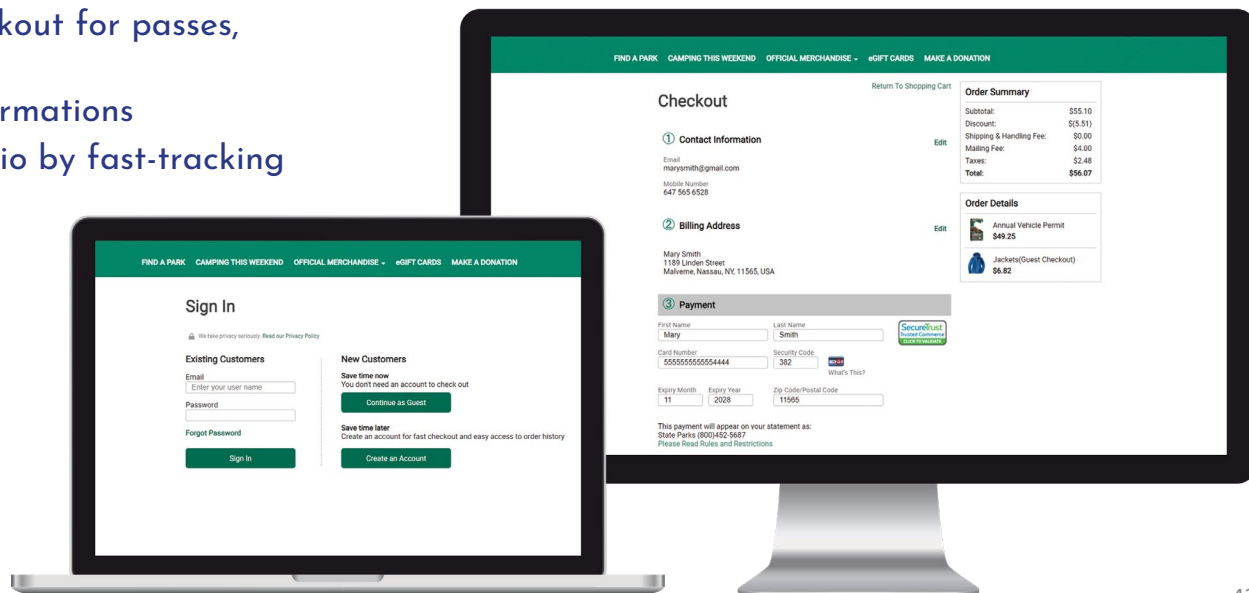 kout for passes,
rmations
io by fast-tracking
FIND A PARK CAMPING THIS WEEKEND OFFICIAL MERCHANDISE eGIFT CARDS MAKE A DONATION
Return To Shopping Cart
Checkout
① Contact Information
Edit
Email
marysmith@gmail.com
Mobile Number
647 565 6528
② Billing Address
Edit
Mary Smith
1189 Linden Street
Malverne, Nassau, NY, 11565, USA
③ Payment
First Name Last Name
Mary Smith
Card Number Security Code
5555555555554444 382
What's This?
Expiry Month Expiry Year Zip Code/Postal Code
11 2028 11565
SecureTrust
Trusted Commerce
CLICK TO VALIDATE
This payment will appear on your statement as:
State Parks (800)452-5687
Please Read Rules and Restrictions
Order Summary
Subtotal: $55.10
Discount: $(5.51)
Shipping & Handling Fee: $0.00
Mailing Fee: $4.00
Taxes: $2.48
Total: $56.07
Order Details
Annual Vehicle Permit
$49.25
Jackets(Guest Checkout)
$6.82
FIND A PARK CAMPING THIS WEEKEND OFFICIAL MERCHANDISE eGIFT CARDS MAKE A DONATION
Sign In
We take privacy seriously. Read our Privacy Policy
Existing Customers
Email
Enter your user name
Password
Forgot Password
Sign In
New Customers
Save time now
You don't need an account to check out
Continue as Guest
Save time later
Create an account for fast checkout and easy access to order history
Create an Account